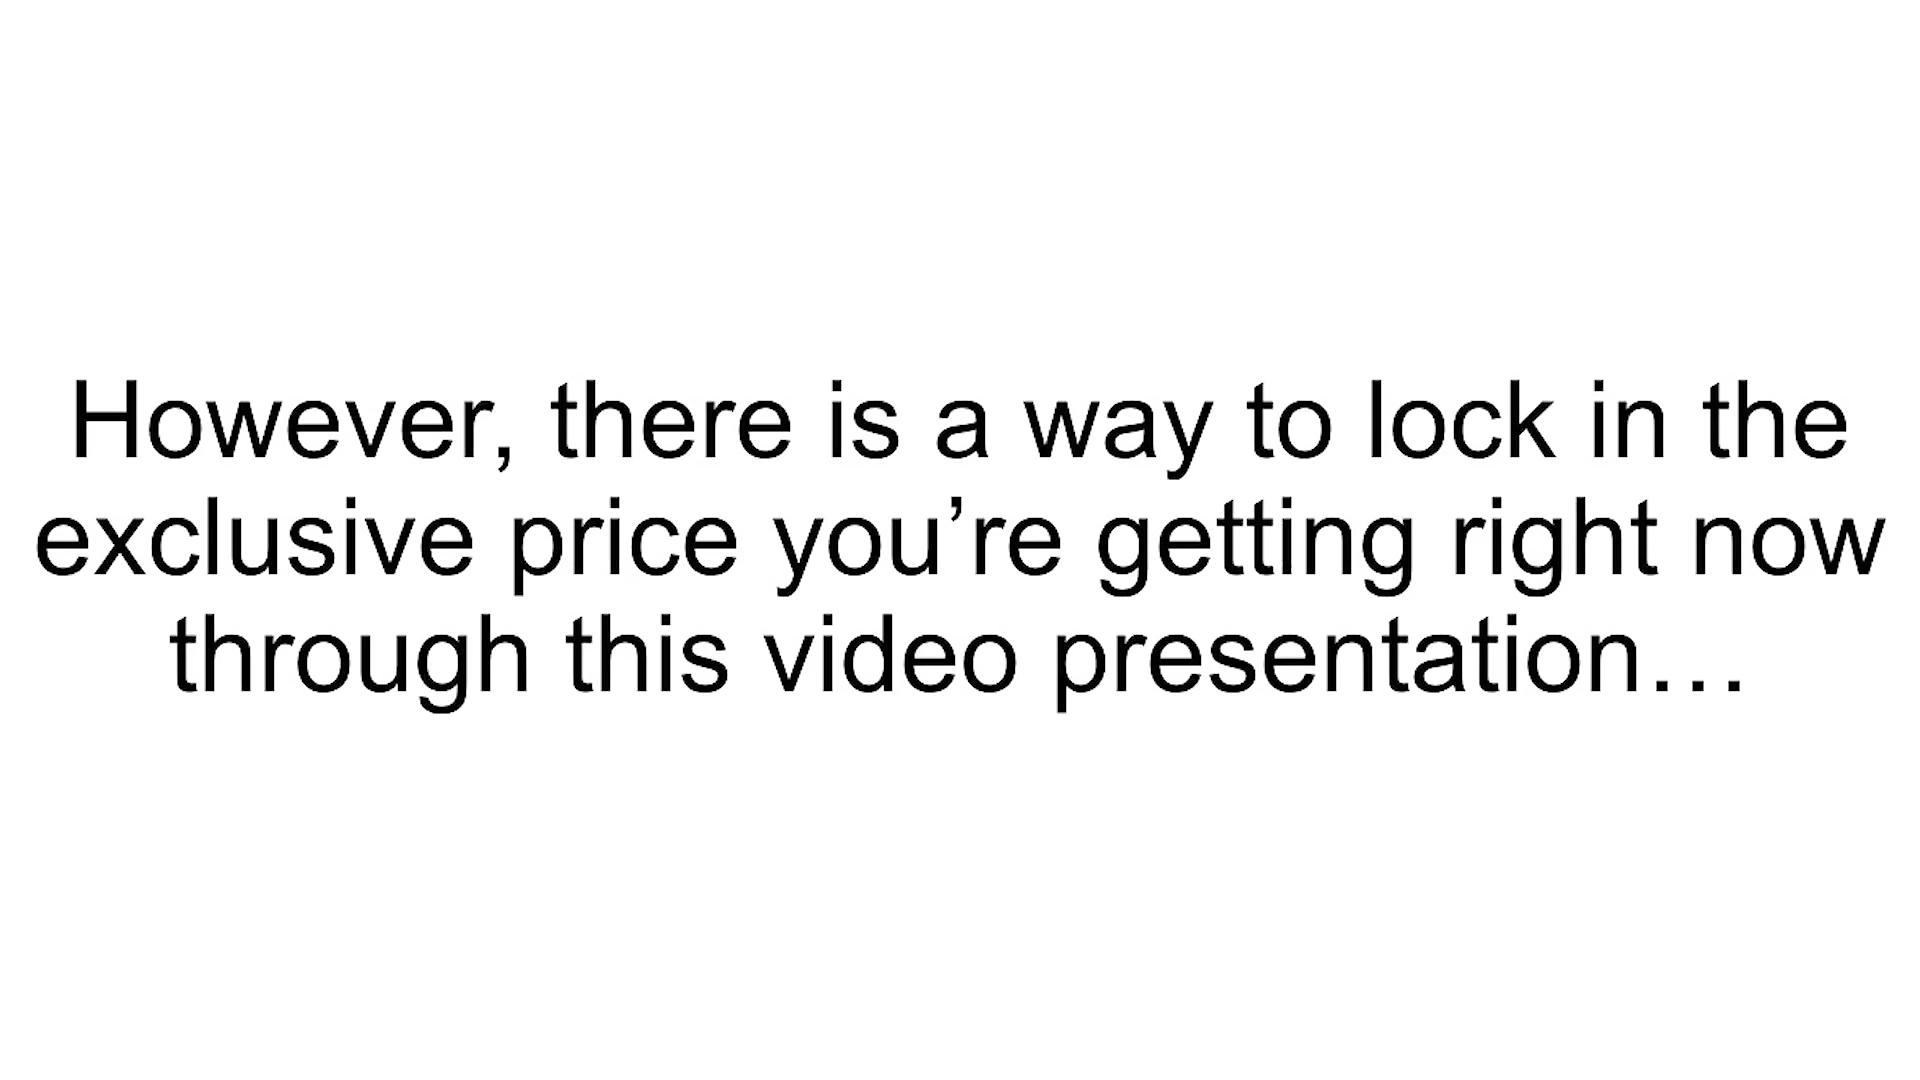 However, there is a way to lock in the
exclusive price you’re getting right now
through this video presentation…